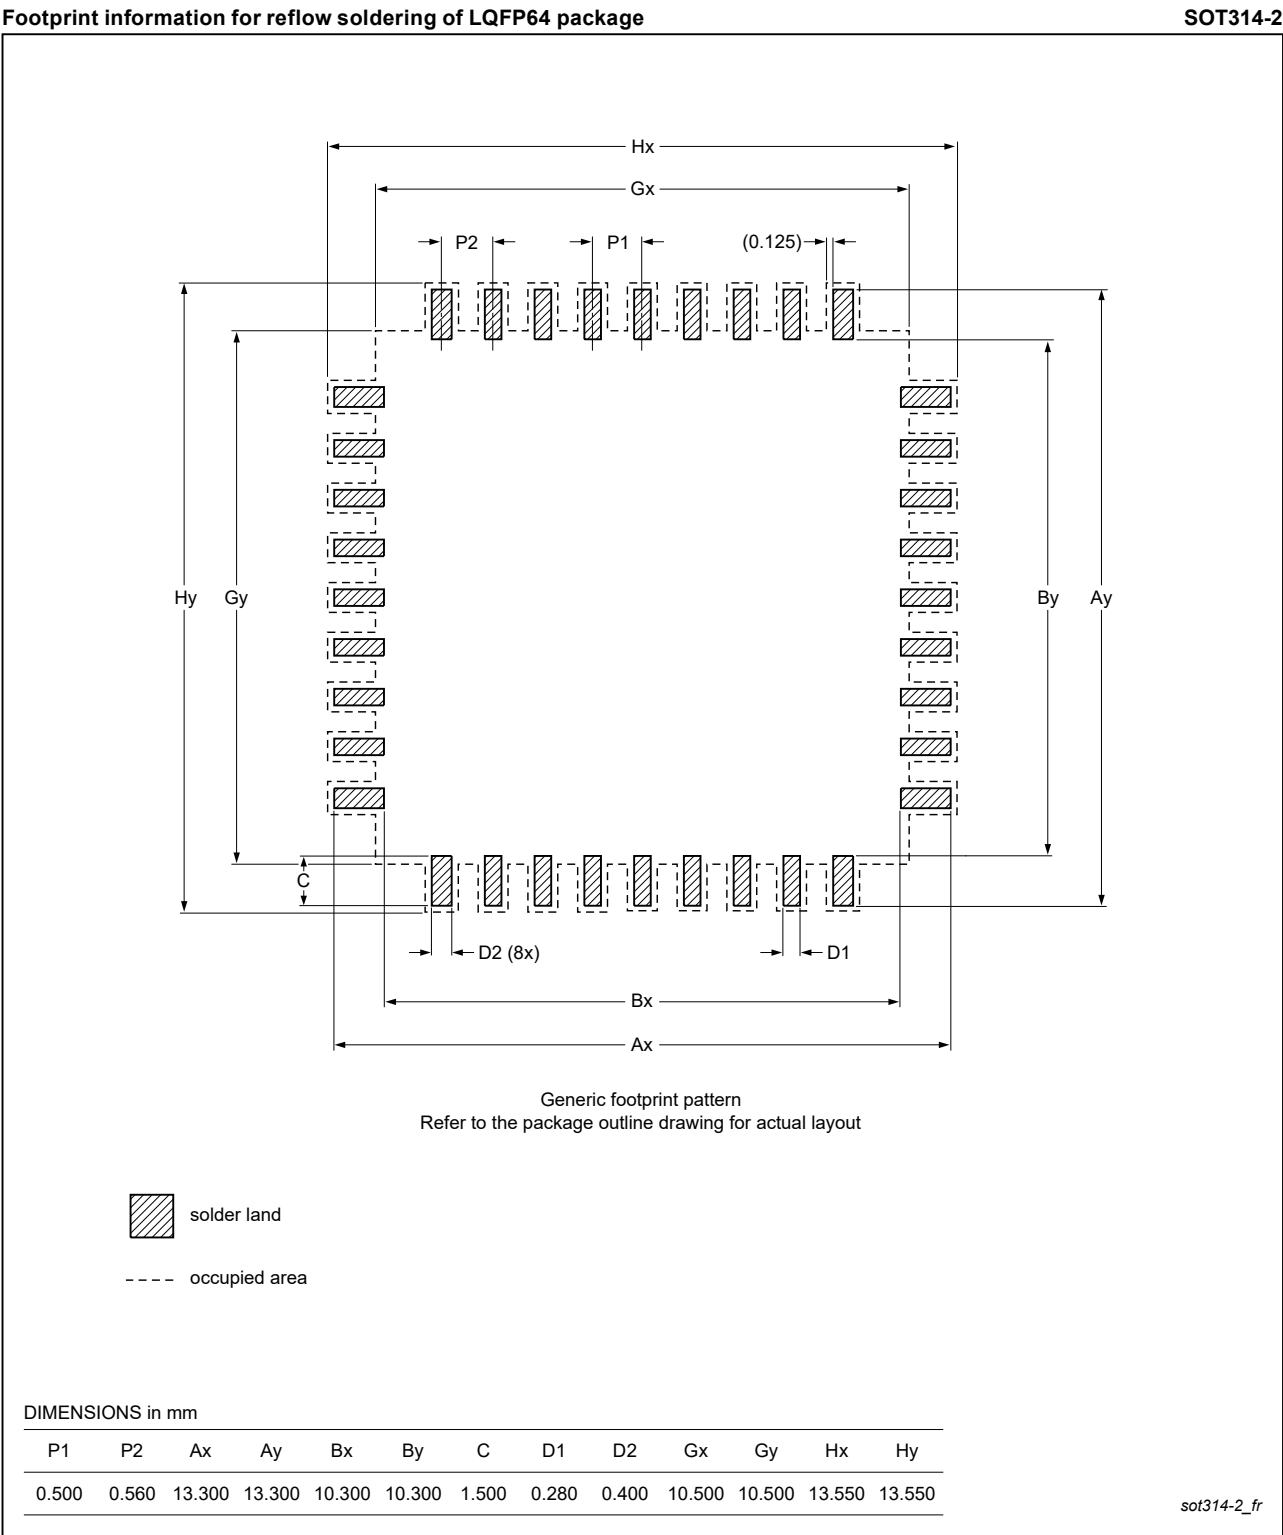 Footprint information for reflow soldering of LQFP64 package SOT314-2
Hx
Gx
P2 P1 (0.125)
Hy Gy By Ay
C
D2 (8x) D1
Bx
Ax
Generic footprint pattern
Refer to the package outline drawing for actual layout
solder land
occupied area
DIMENSIONS in mm
P1 P2 Ax Ay Bx By C D1 D2 Gx Gy Hx Hy
0.500 0.560 13.300 13.300 10.300 10.300 1.500 0.280 0.400 10.500 10.500 13.550 13.550
sot314-2_fr